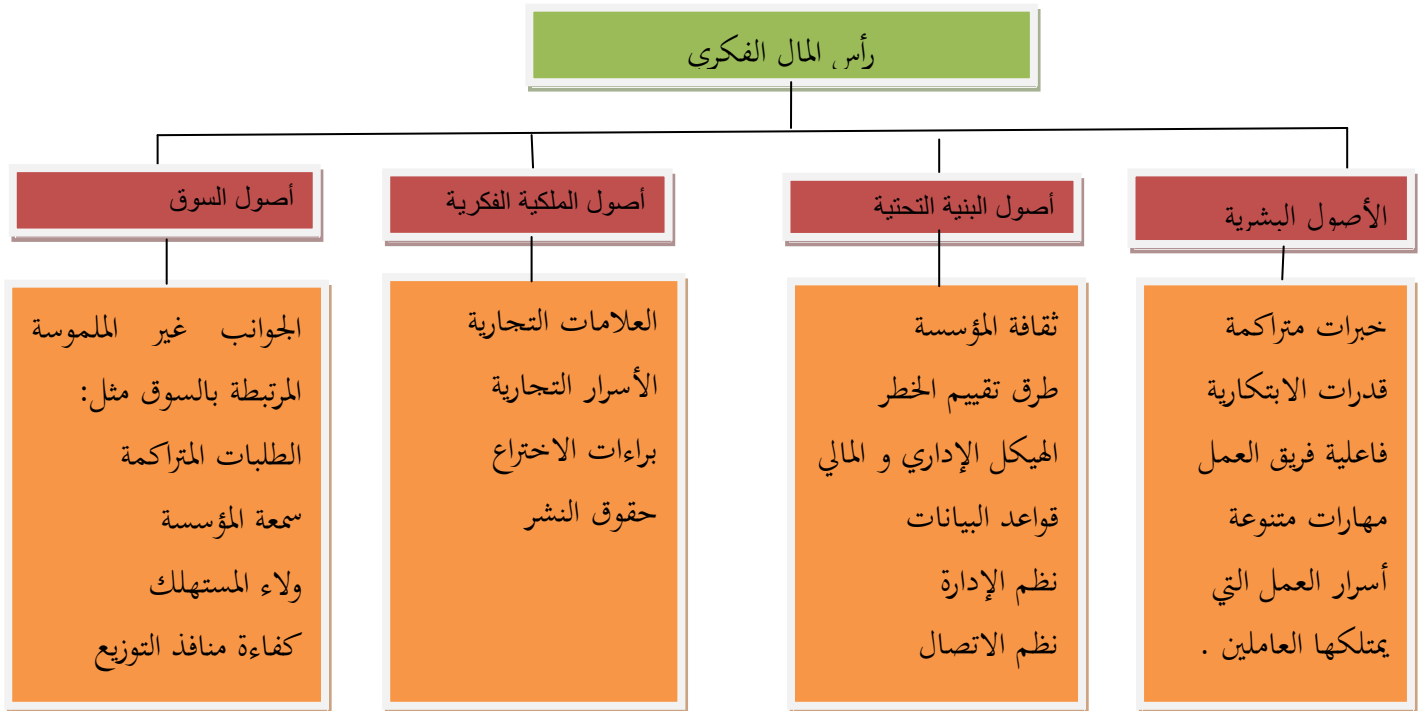 رأس المال الفكري
الأصول البشرية
أصول البنية التحتية
أصول الملكية الفكرية
أصول السوق
خبرات متراكمة
قدرات الابتكارية
فاعلية فريق العمل
مهارات متنوعة
أسرار العمل التي
يمتلكها العاملين .
ثقافة المؤسسة
طرق تقييم الخطر
الهيكل الإداري و المالي
قواعد البيانات
نظم الإدارة
نظم الاتصال
العلامات التجارية
الأسرار التجارية
براءات الاختراع
حقوق النشر
الجوانب غير الملموسة
المرتبطة بالسوق مثل:
الطلبات المتراكمة
سمعة المؤسسة
ولاء المستهلك
كفاءة منافذ التوزيع